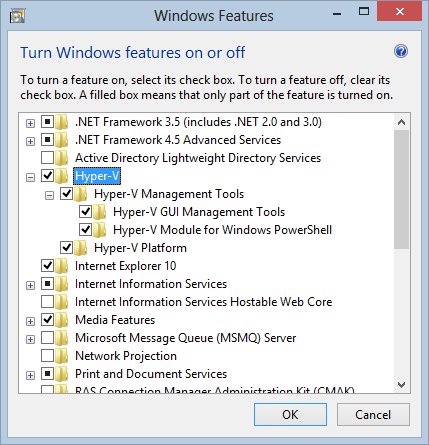 Windows Features
Turn Windows features on or off
To turn a feature on, select its check box. To turn a feature off, clear its
check box. A filled box means that only part of the feature is turned on.
.NET Framework 3.5 (includes .NET 2.0 and 3.0)
.NET Framework 4.5 Advanced Services
Active Directory Lightweight Directory Services
Hyper-V
Hyper-V Management Tools
Hyper-V GUI Management Tools
Hyper-V Module for Windows PowerShell
Hyper-V Platform
Internet Explorer 10
Internet Information Services
Internet Information Services Hostable Web Core
Media Features
Microsoft Message Queue (MSMQ) Server
Network Projection
Print and Document Services
RAS Connection Manager Administration Kit (CMAK)
OK
Cancel